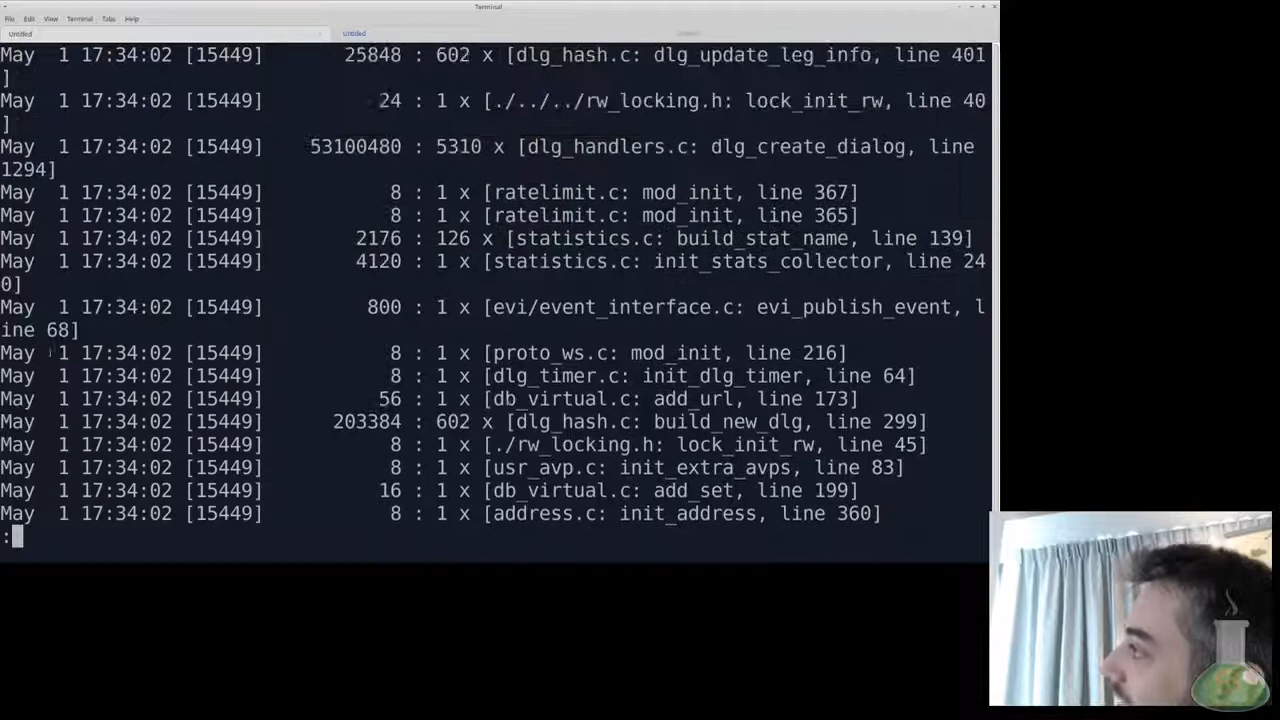 Terminal
File Edit View Terminal Tabs Help
Untitled Untitled
May  1 17:34:02 [15449]       25848 : 602 x [dlg_hash.c: dlg_update_leg_info, line 401
]
May  1 17:34:02 [15449]          24 : 1 x [./../../rw_locking.h: lock_init_rw, line 40
]
May  1 17:34:02 [15449]    53100480 : 5310 x [dlg_handlers.c: dlg_create_dialog, line
1294]
May  1 17:34:02 [15449]           8 : 1 x [ratelimit.c: mod_init, line 367]
May  1 17:34:02 [15449]           8 : 1 x [ratelimit.c: mod_init, line 365]
May  1 17:34:02 [15449]        2176 : 126 x [statistics.c: build_stat_name, line 139]
May  1 17:34:02 [15449]        4120 : 1 x [statistics.c: init_stats_collector, line 24
0]
May  1 17:34:02 [15449]         800 : 1 x [evi/event_interface.c: evi_publish_event, l
ine 68]
May  1 17:34:02 [15449]           8 : 1 x [proto_ws.c: mod_init, line 216]
May  1 17:34:02 [15449]           8 : 1 x [dlg_timer.c: init_dlg_timer, line 64]
May  1 17:34:02 [15449]          56 : 1 x [db_virtual.c: add_url, line 173]
May  1 17:34:02 [15449]      203384 : 602 x [dlg_hash.c: build_new_dlg, line 299]
May  1 17:34:02 [15449]           8 : 1 x [./rw_locking.h: lock_init_rw, line 45]
May  1 17:34:02 [15449]           8 : 1 x [usr_avp.c: init_extra_avps, line 83]
May  1 17:34:02 [15449]          16 : 1 x [db_virtual.c: add_set, line 199]
May  1 17:34:02 [15449]           8 : 1 x [address.c: init_address, line 360]
: